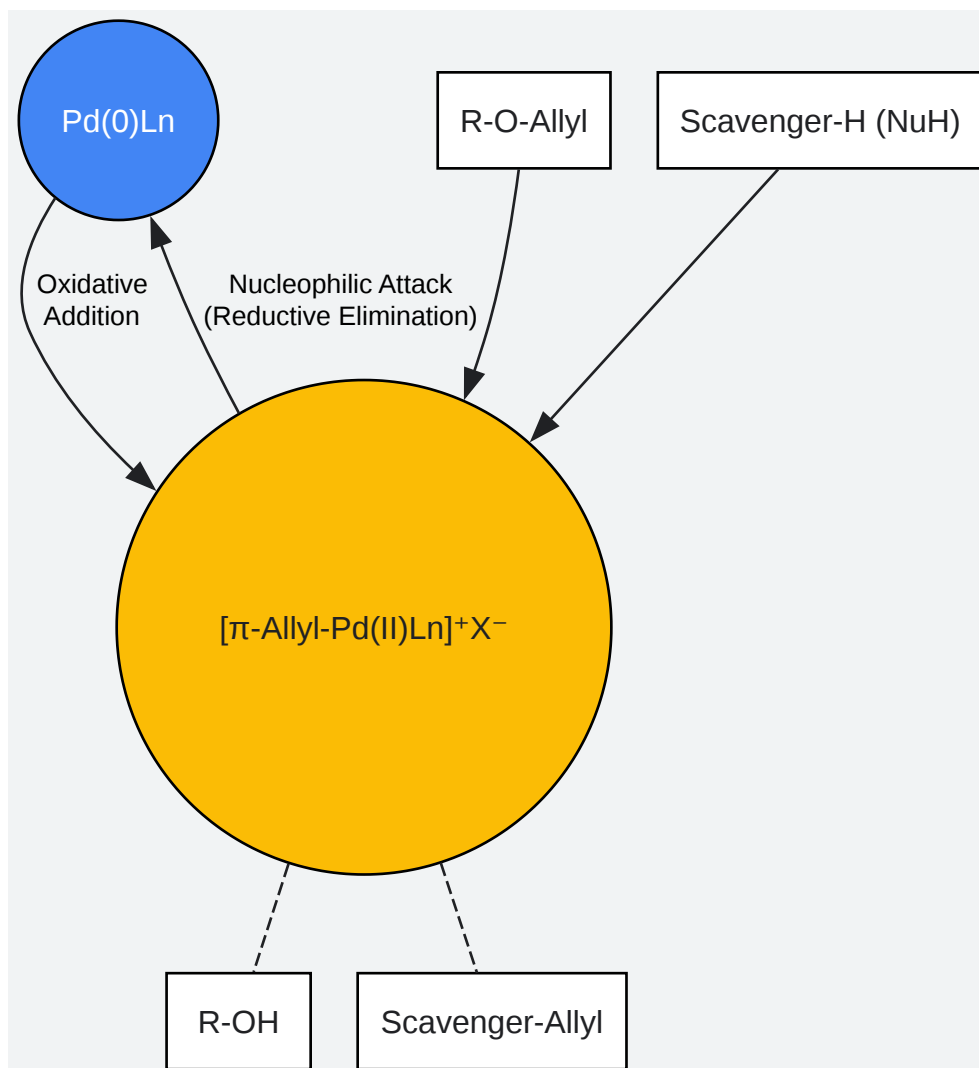 Pd(0)Ln
R-O-Allyl
Scavenger-H (NuH)
Oxidative
Addition
Nucleophilic Attack
(Reductive Elimination)
[π-Allyl-Pd(II)Ln]⁺X⁻
R-OH
Scavenger-Allyl